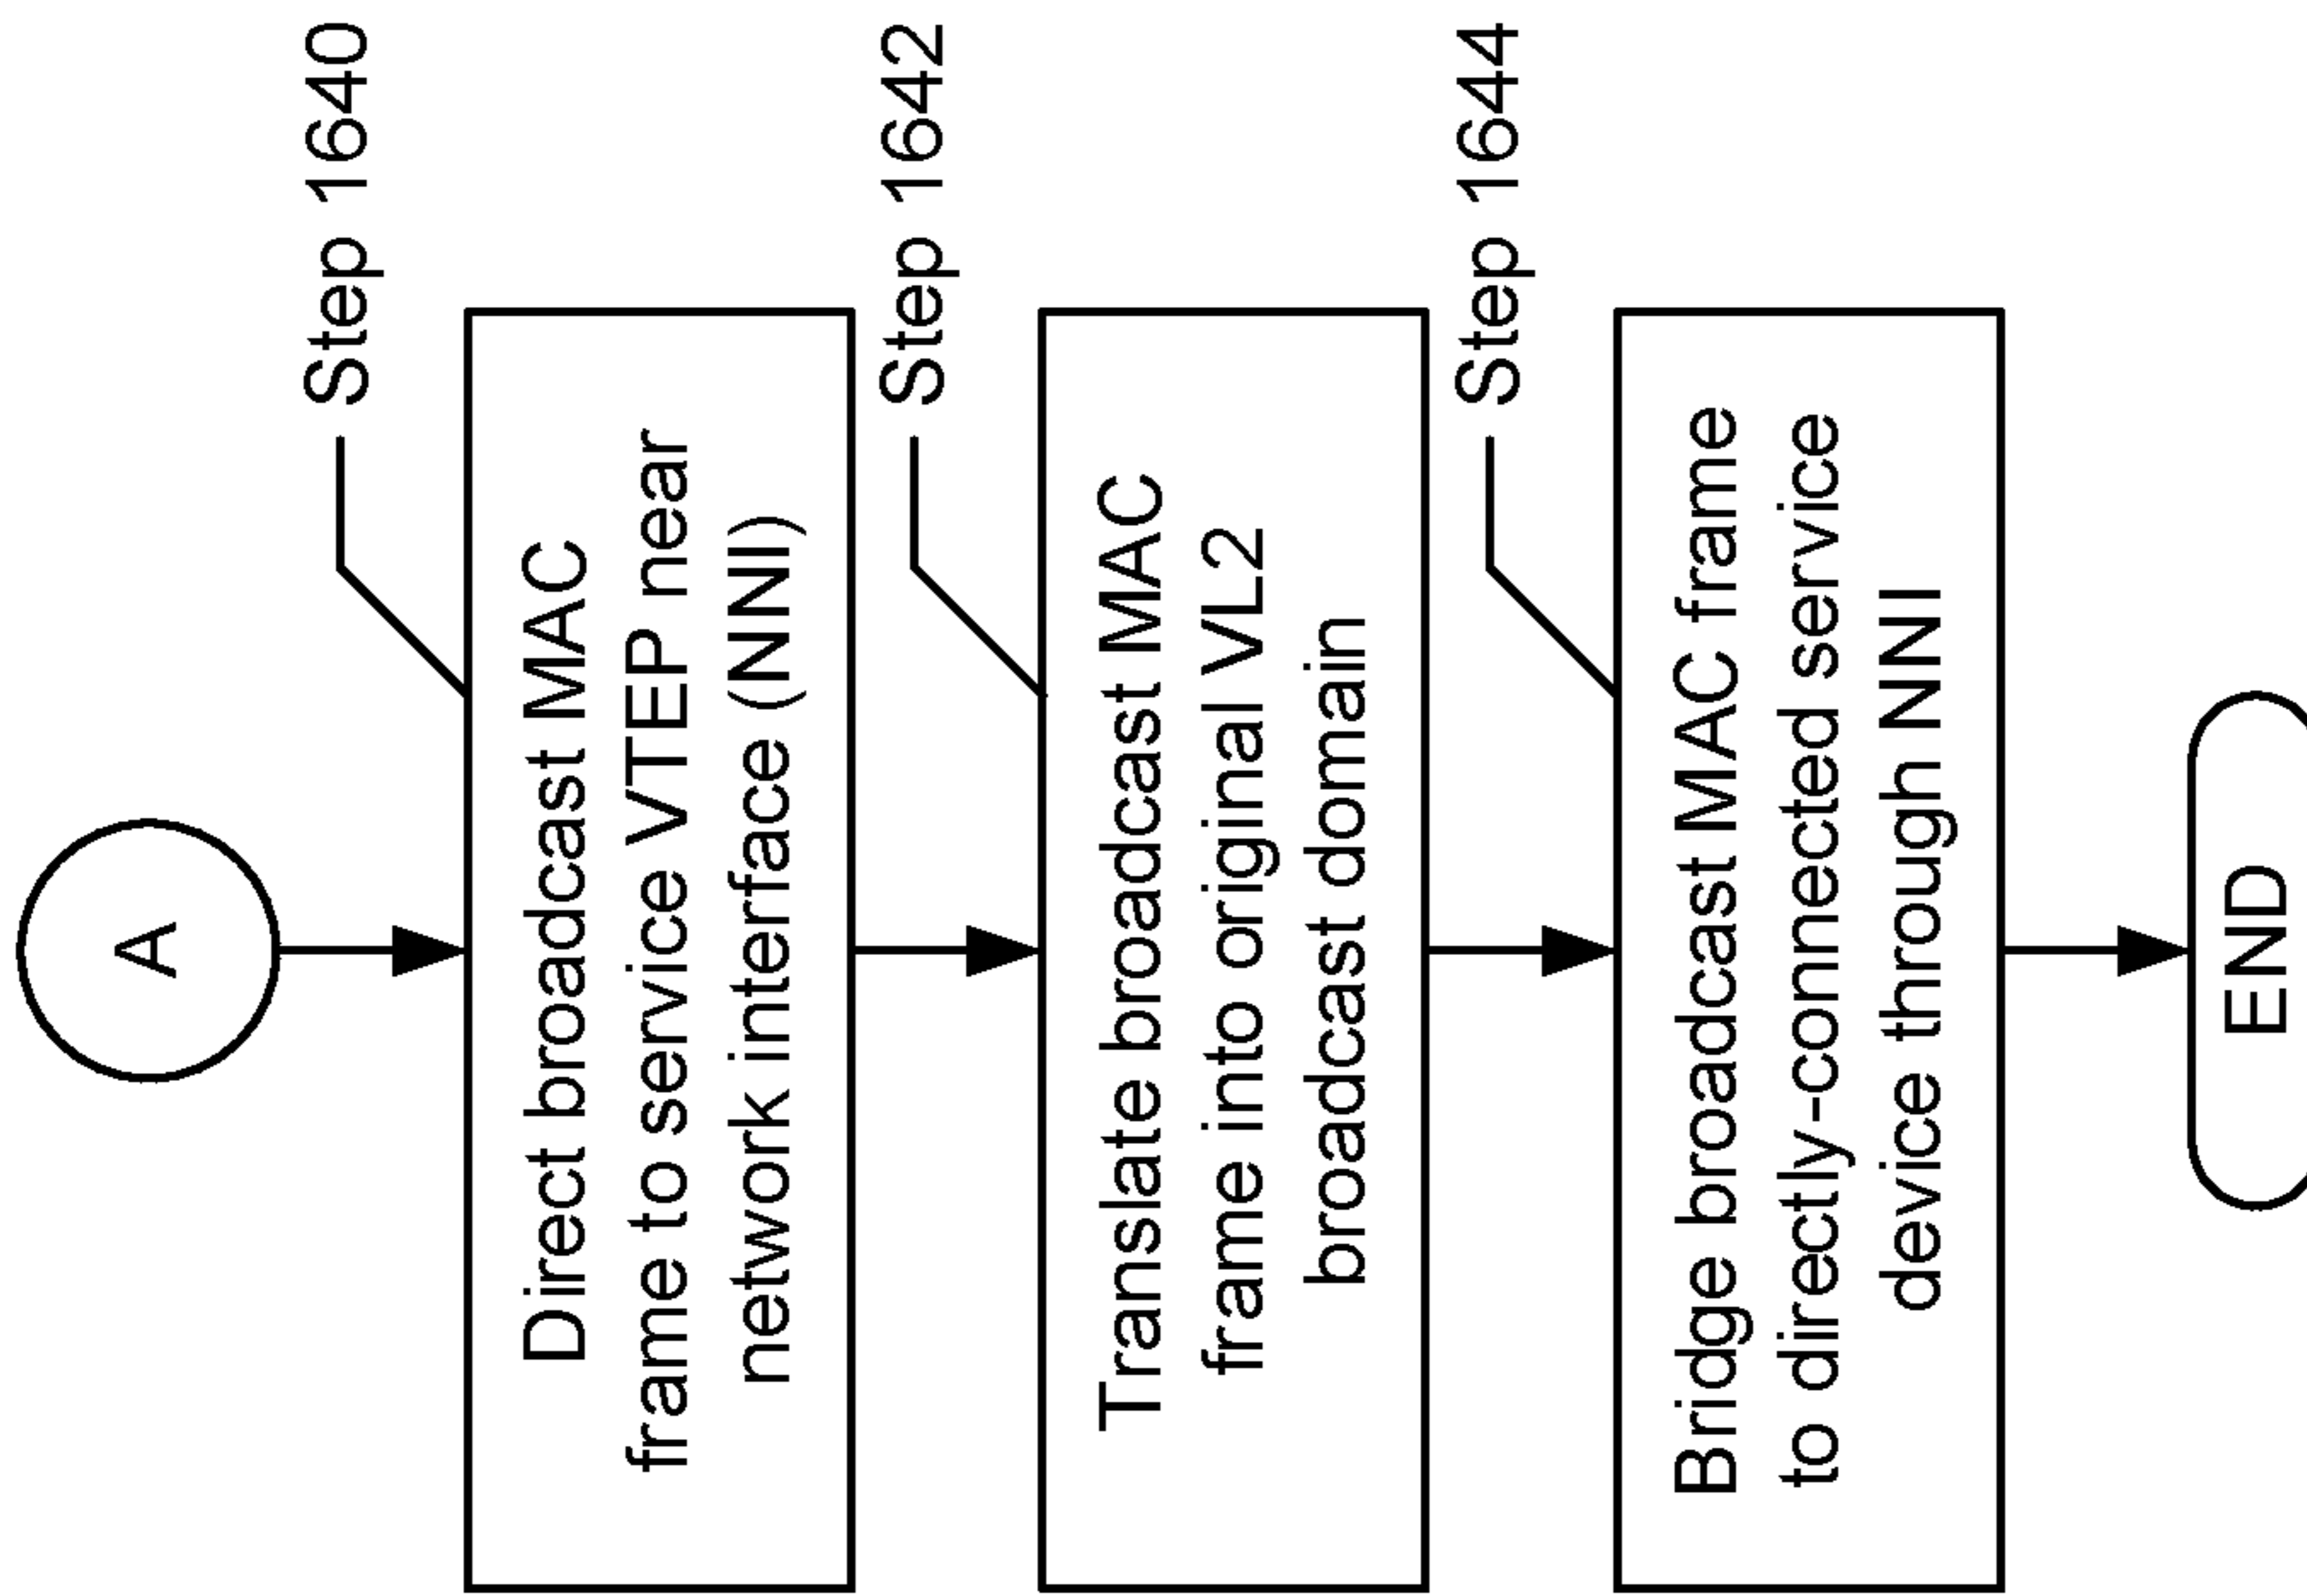 A
Step 1640
Direct broadcast MAC
frame to service VTEP near
network interface (NNI)
Step 1642
Translate broadcast MAC
frame into original VL2
broadcast domain
Step 1644
Bridge broadcast MAC frame
to directly-connected service
device through NNI
END